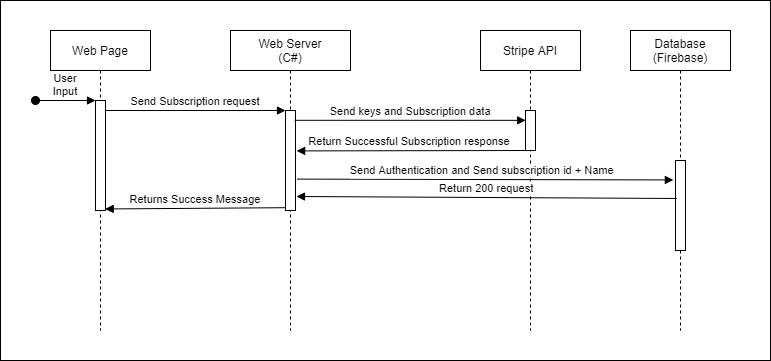 Web Page
Web Server
(C#)
Stripe API
Database
(Firebase)
User
Input
Send Subscription request
Send keys and Subscription data
Return Successful Subscription response
Send Authentication and Send subscription id + Name
Return 200 request
Returns Success Message